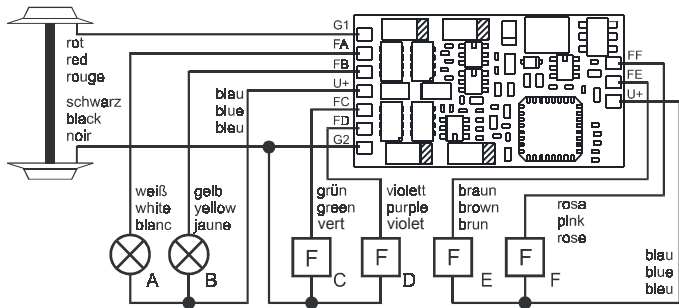 G1
FA
FB
U+
FC
FD
G2
FF
FE
U+
rot
red
rouge
schwarz
black
noir
blau
blue
bleu
weiß
white
blanc
gelb
yellow
jaune
grün
green
vert
violett
purple
violet
braun
brown
brun
rosa
pink
rose
blau
blue
bleu
A
B
F
C
F
D
F
E
F
F